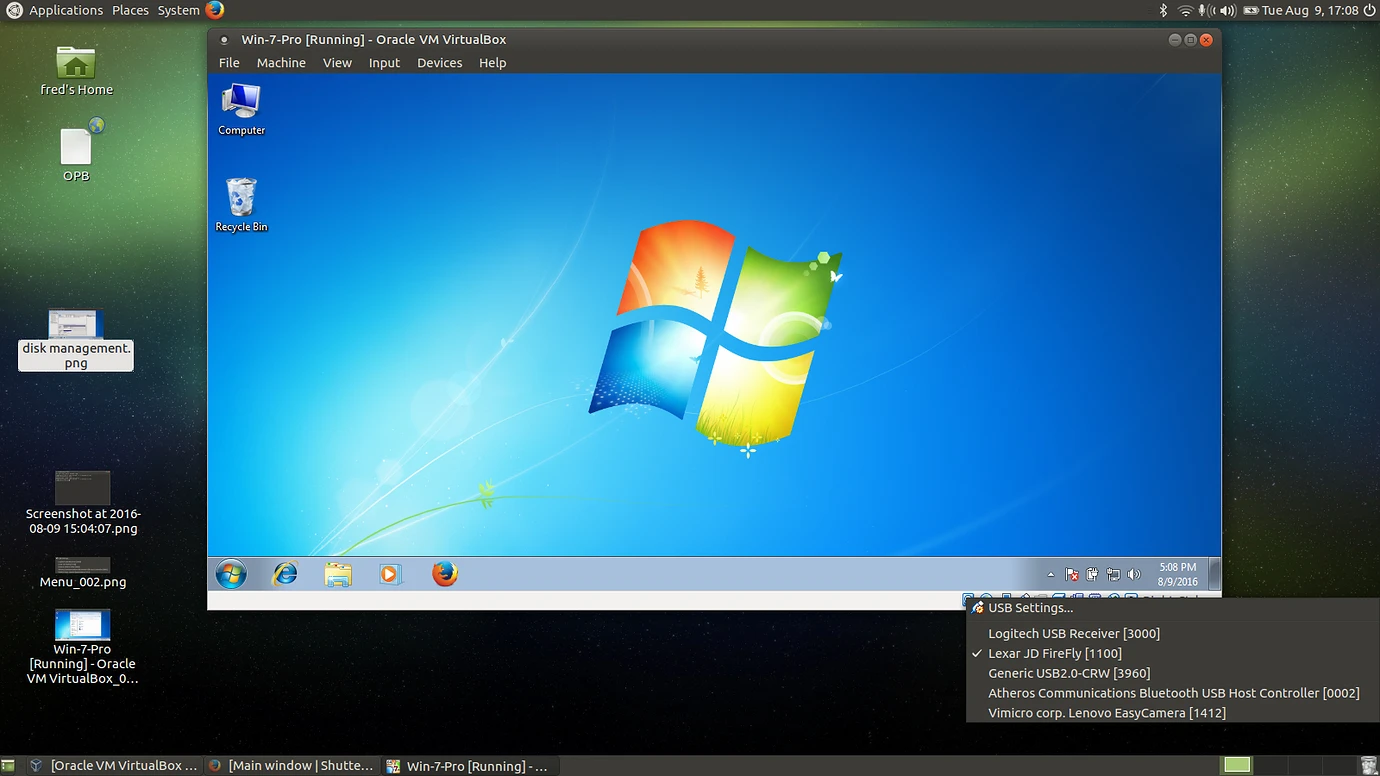 Applications Places System
Tue Aug 9, 17:08
fred's Home
OPB
disk management.
png
Screenshot at 2016-
08-09 15:04:07.png
Menu_002.png
Win-7-Pro
[Running] - Oracle
VM VirtualBox_0...
Win-7-Pro [Running] - Oracle VM VirtualBox
File Machine View Input Devices Help
Computer
Recycle Bin
5:08 PM
8/9/2016
USB Settings...
Logitech USB Receiver [3000]
Lexar JD FireFly [1100]
Generic USB2.0-CRW [3960]
Atheros Communications Bluetooth USB Host Controller [0002]
Vimicro corp. Lenovo EasyCamera [1412]
[Oracle VM VirtualBox ... [Main window | Shutte... Win-7-Pro [Running] - ...